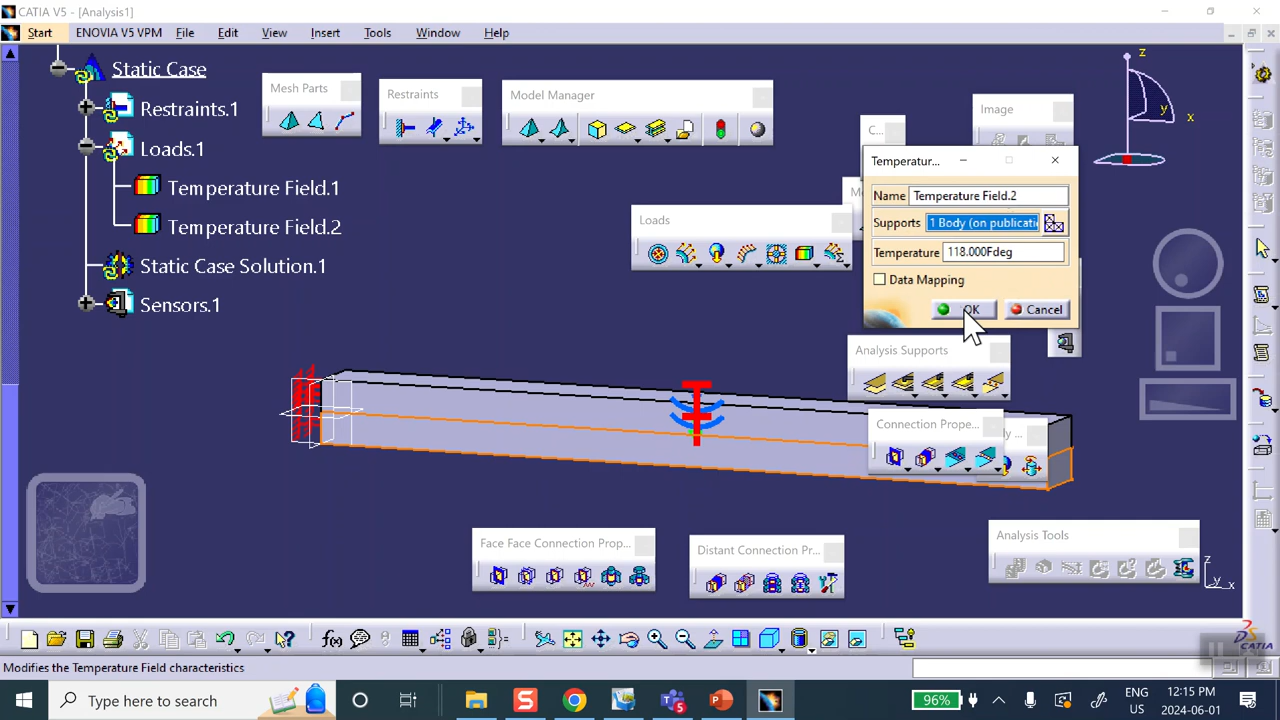 CATIA V5 - [Analysis1]
Start ENOVIA V5 VPM File Edit View Insert Tools Window Help
Static Case
Restraints.1
Loads.1
Temperature Field.1
Temperature Field.2
Static Case Solution.1
Sensors.1
Mesh Parts
Restraints
Model Manager
Image
C...
Loads
Temperatur...
Name Temperature Field.2
Supports 1 Body (on publicati
Temperature 118.000Fdeg
Data Mapping
OK Cancel
Analysis Supports
Connection Prope...
Face Face Connection Prop...
Distant Connection Pr...
Analysis Tools
z
y
x
z
y
x
f(x)
CATIA
Modifies the Temperature Field characteristics
Type here to search
96%
ENG
US
12:15 PM
2024-06-01